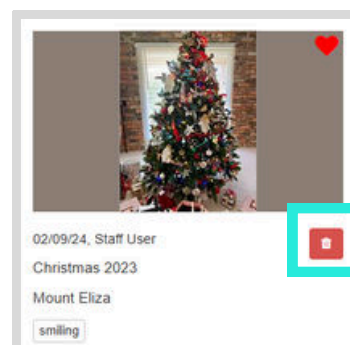 02/09/24, Staff User
Christmas 2023
Mount Eliza
smiling